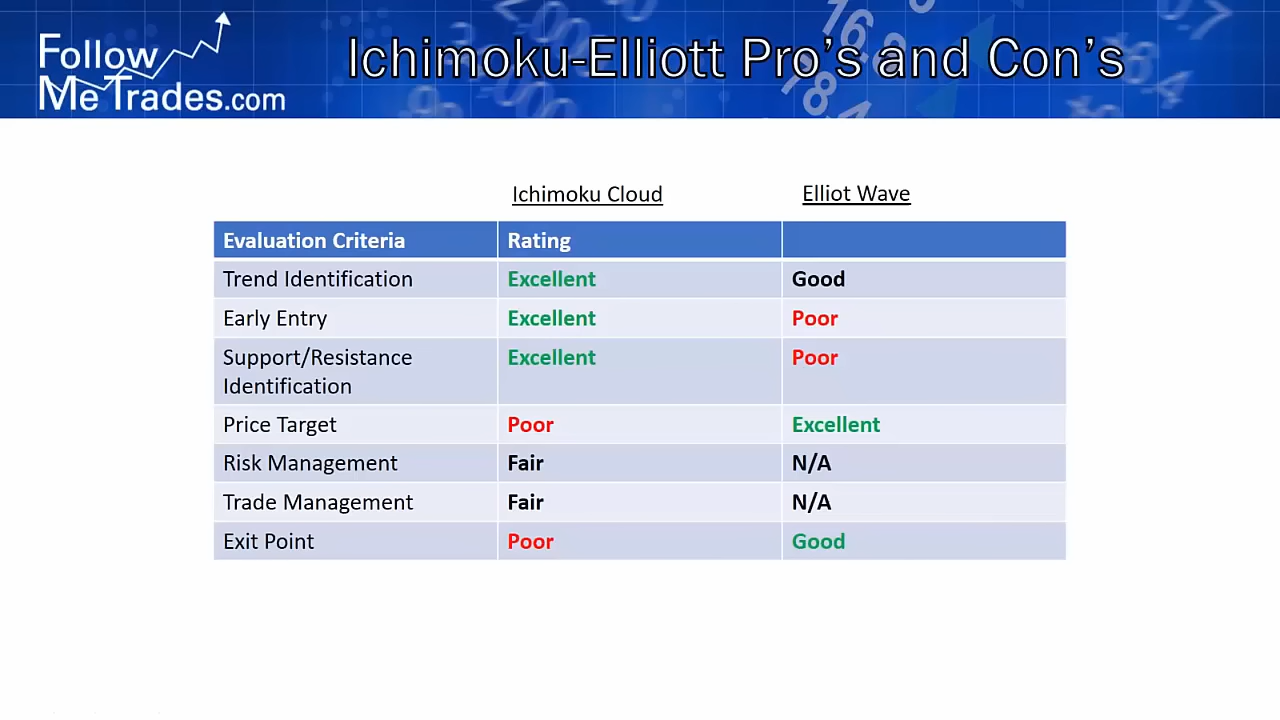 Follow
Me Trades.com
Ichimoku-Elliott Pro's and Con's
Ichimoku Cloud Elliot Wave
Evaluation Criteria Rating
Trend Identification Excellent Good
Early Entry Excellent Poor
Support/Resistance Excellent Poor
Identification
Price Target Poor Excellent
Risk Management Fair N/A
Trade Management Fair N/A
Exit Point Poor Good